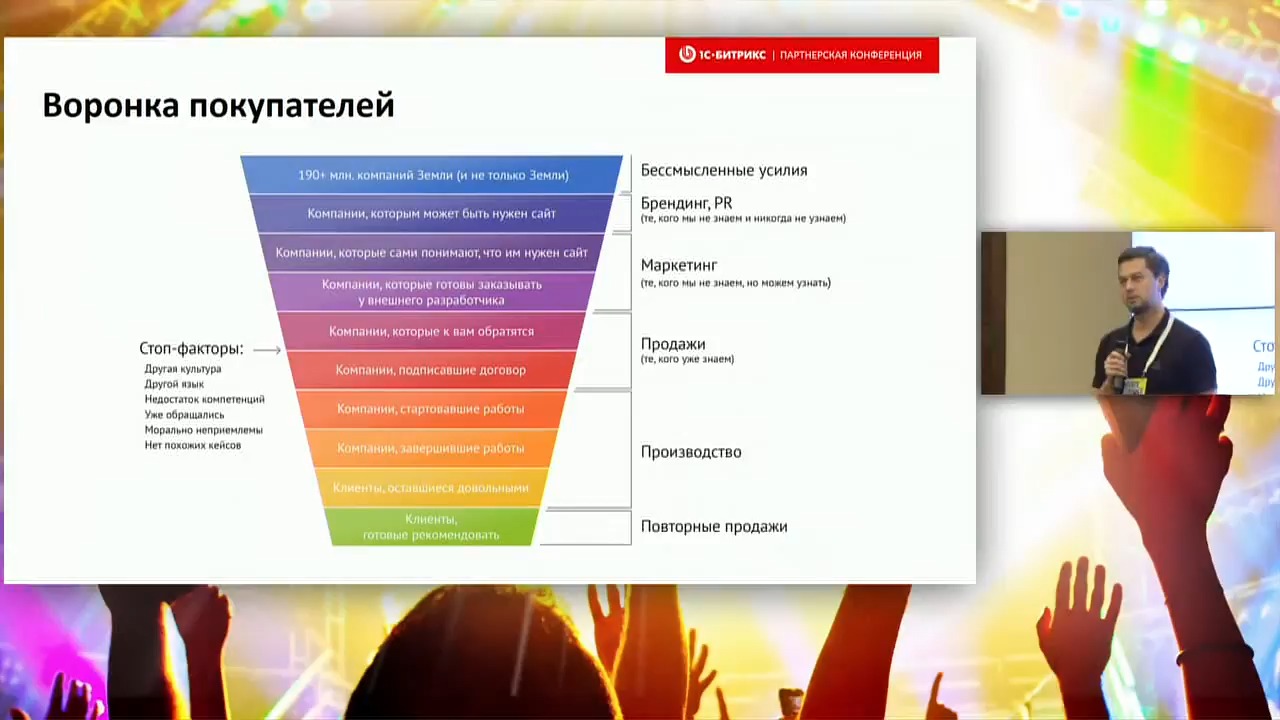 1С-БИТРИКС | ПАРТНЕРСКАЯ КОНФЕРЕНЦИЯ
Воронка покупателей
190+ млн. компаний Земли (и не только Земли)
Компании, которым может быть нужен сайт
Компании, которые сами понимают, что им нужен сайт
Компании, которые готовы заказывать
у внешнего разработчика
Компании, которые к вам обратятся
Компании, подписавшие договор
Компании, стартовавшие работы
Компании, завершившие работы
Клиенты, оставшиеся довольными
Клиенты,
готовые рекомендовать
Бессмысленные усилия
Брендинг, PR
(те, кого мы не знаем и никогда не узнаем)
Маркетинг
(те, кого мы не знаем, но можем узнать)
Продажи
(те, кого уже знаем)
Производство
Повторные продажи
Стоп-факторы:
Другая культура
Другой язык
Недостаток компетенций
Уже обращались
Морально неприемлемы
Нет похожих кейсов
Сто
Дру
Дру